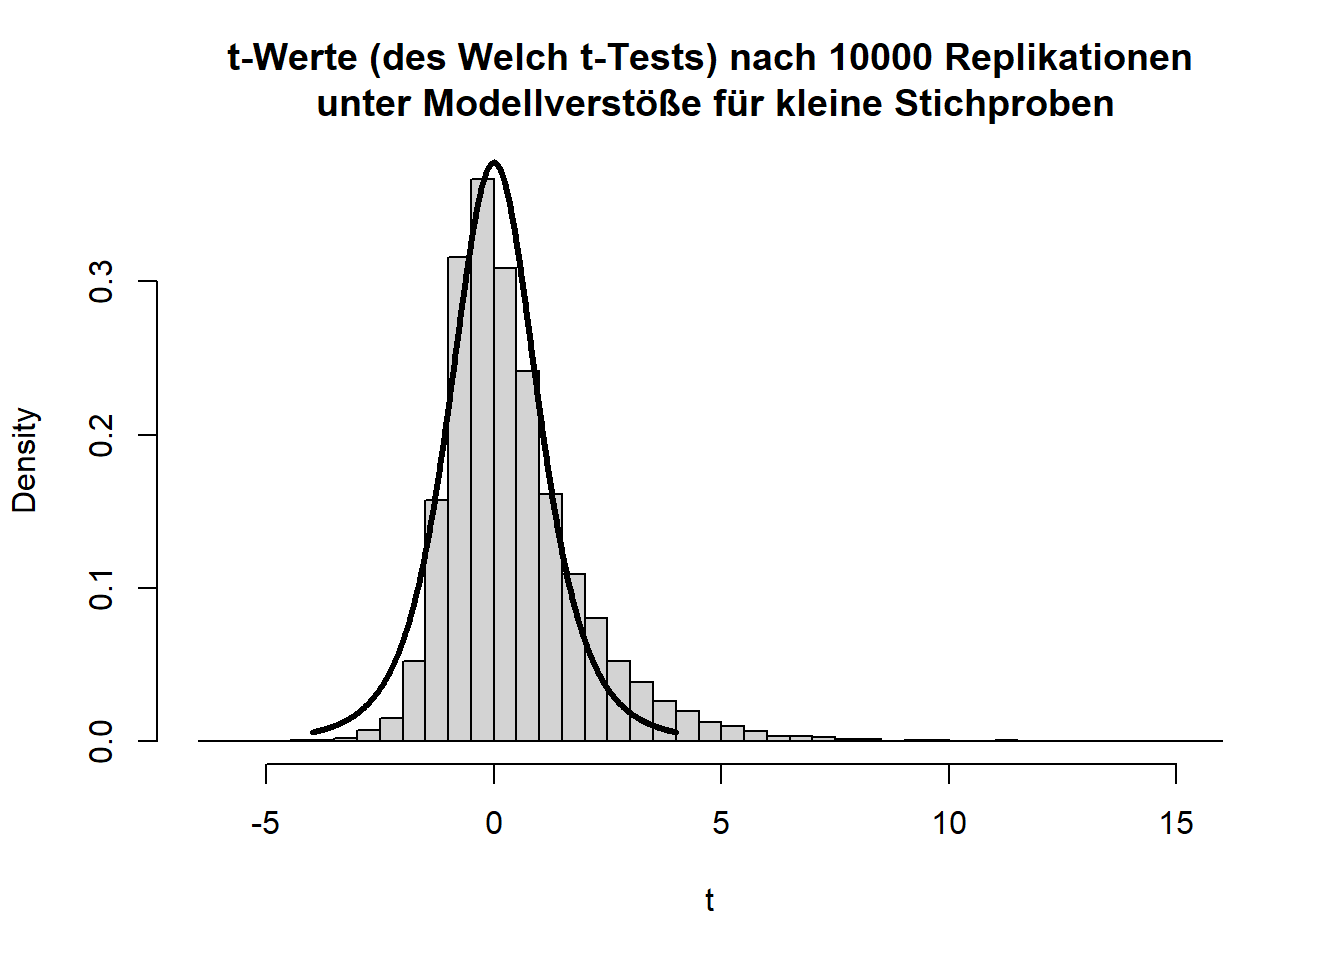 t-Werte (des Welch t-Tests) nach 10000 Replikationen
unter Modellverstöße für kleine Stichproben
Density
0.3
0.2
0.1
0.0
-5 0 5 10 15
t